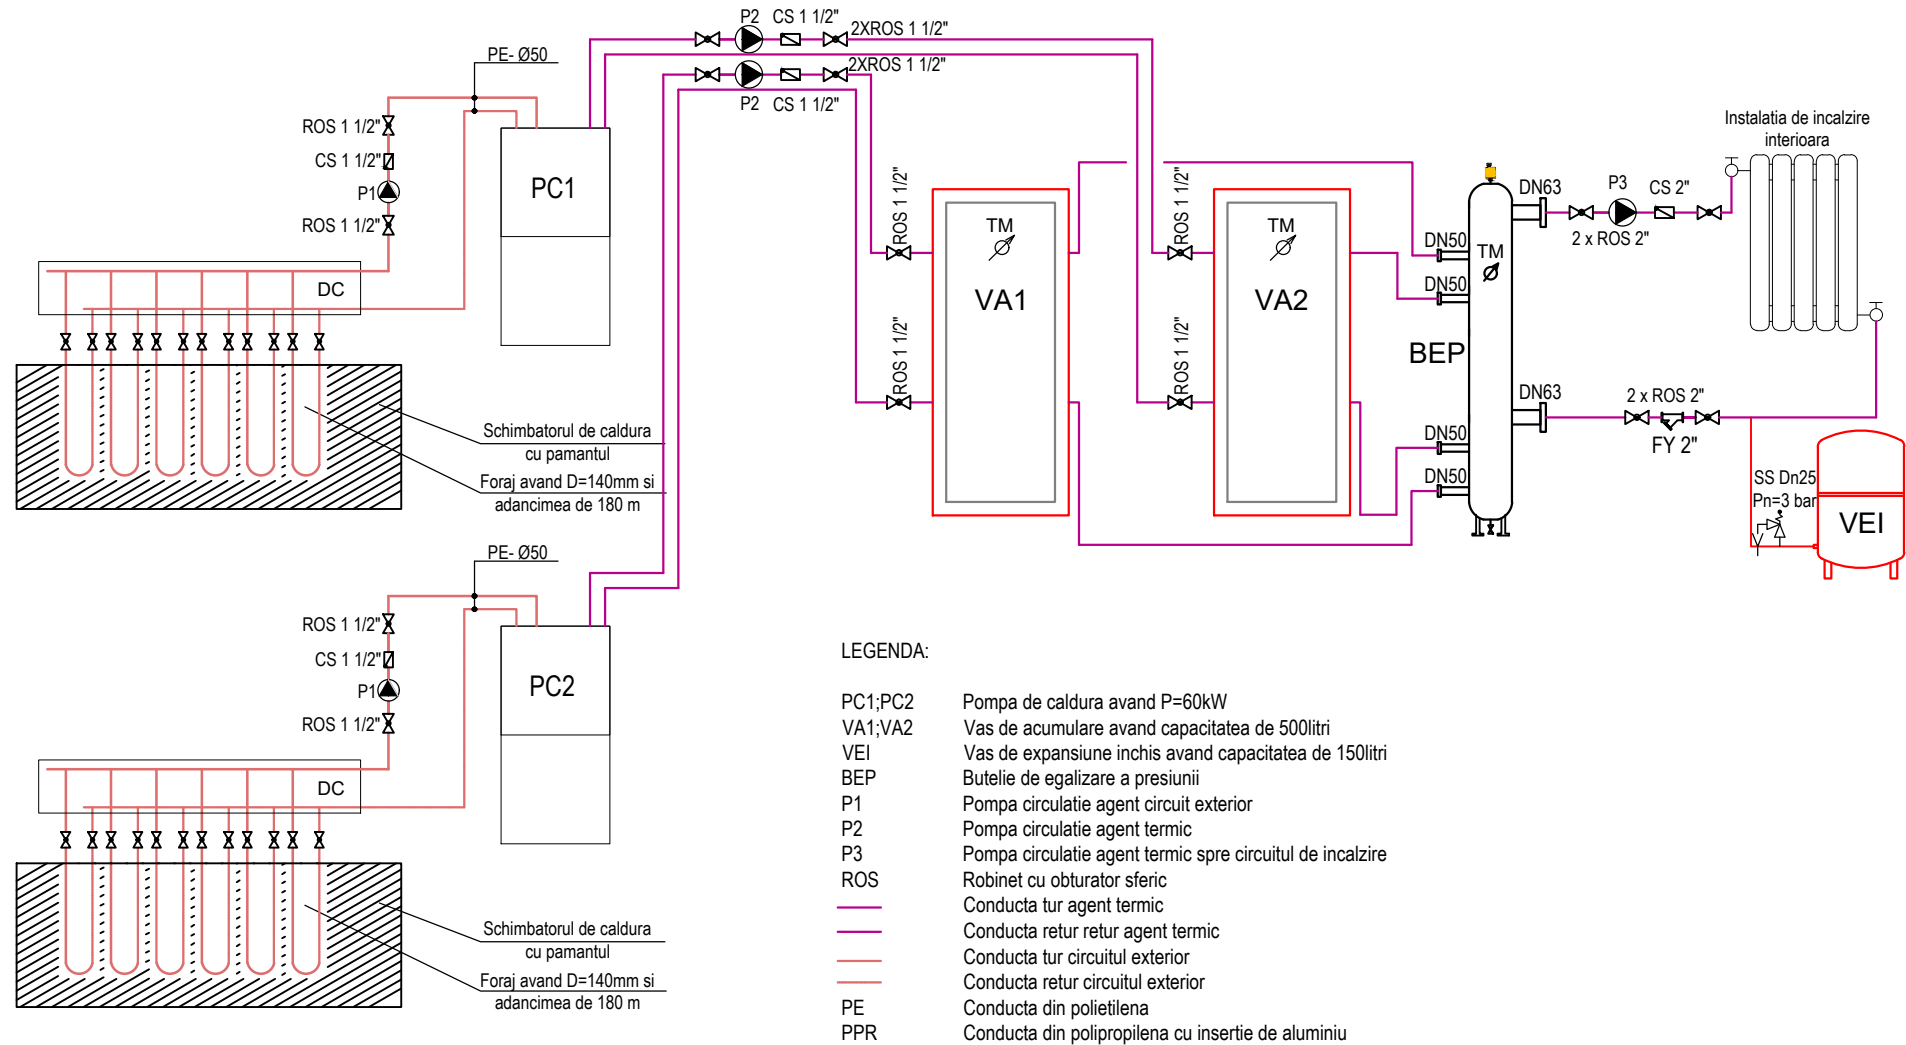 P2 CS 1 1/2"
2XROS 1 1/2"
2XROS 1 1/2"
P2 CS 1 1/2"
PE- Ø50
ROS 1 1/2"
CS 1 1/2"
P1
ROS 1 1/2"
PC1
DC
Schimbatorul de caldura
cu pamantul
Foraj avand D=140mm si
adancimea de 180 m
PE- Ø50
ROS 1 1/2"
CS 1 1/2"
P1
ROS 1 1/2"
PC2
DC
Schimbatorul de caldura
cu pamantul
Foraj avand D=140mm si
adancimea de 180 m
ROS 1 1/2"
ROS 1 1/2"
TM
VA1
ROS 1 1/2"
ROS 1 1/2"
TM
VA2
DN50
DN50
TM
BEP
DN50
DN50
DN63
P3
CS 2"
2 x ROS 2"
Instalatia de incalzire
interioara
DN63
2 x ROS 2"
FY 2"
SS Dn25
Pn=3 bar
VEI
LEGENDA:
PC1;PC2 Pompa de caldura avand P=60kW
VA1;VA2 Vas de acumulare avand capacitatea de 500litri
VEI Vas de expansiune inchis avand capacitatea de 150litri
BEP Butelie de egalizare a presiunii
P1 Pompa circulatie agent circuit exterior
P2 Pompa circulatie agent termic
P3 Pompa circulatie agent termic spre circuitul de incalzire
ROS Robinet cu obturator sferic
Conducta tur agent termic
Conducta retur retur agent termic
Conducta tur circuitul exterior
Conducta retur circuitul exterior
PE Conducta din polietilena
PPR Conducta din polipropilena cu insertie de aluminiu